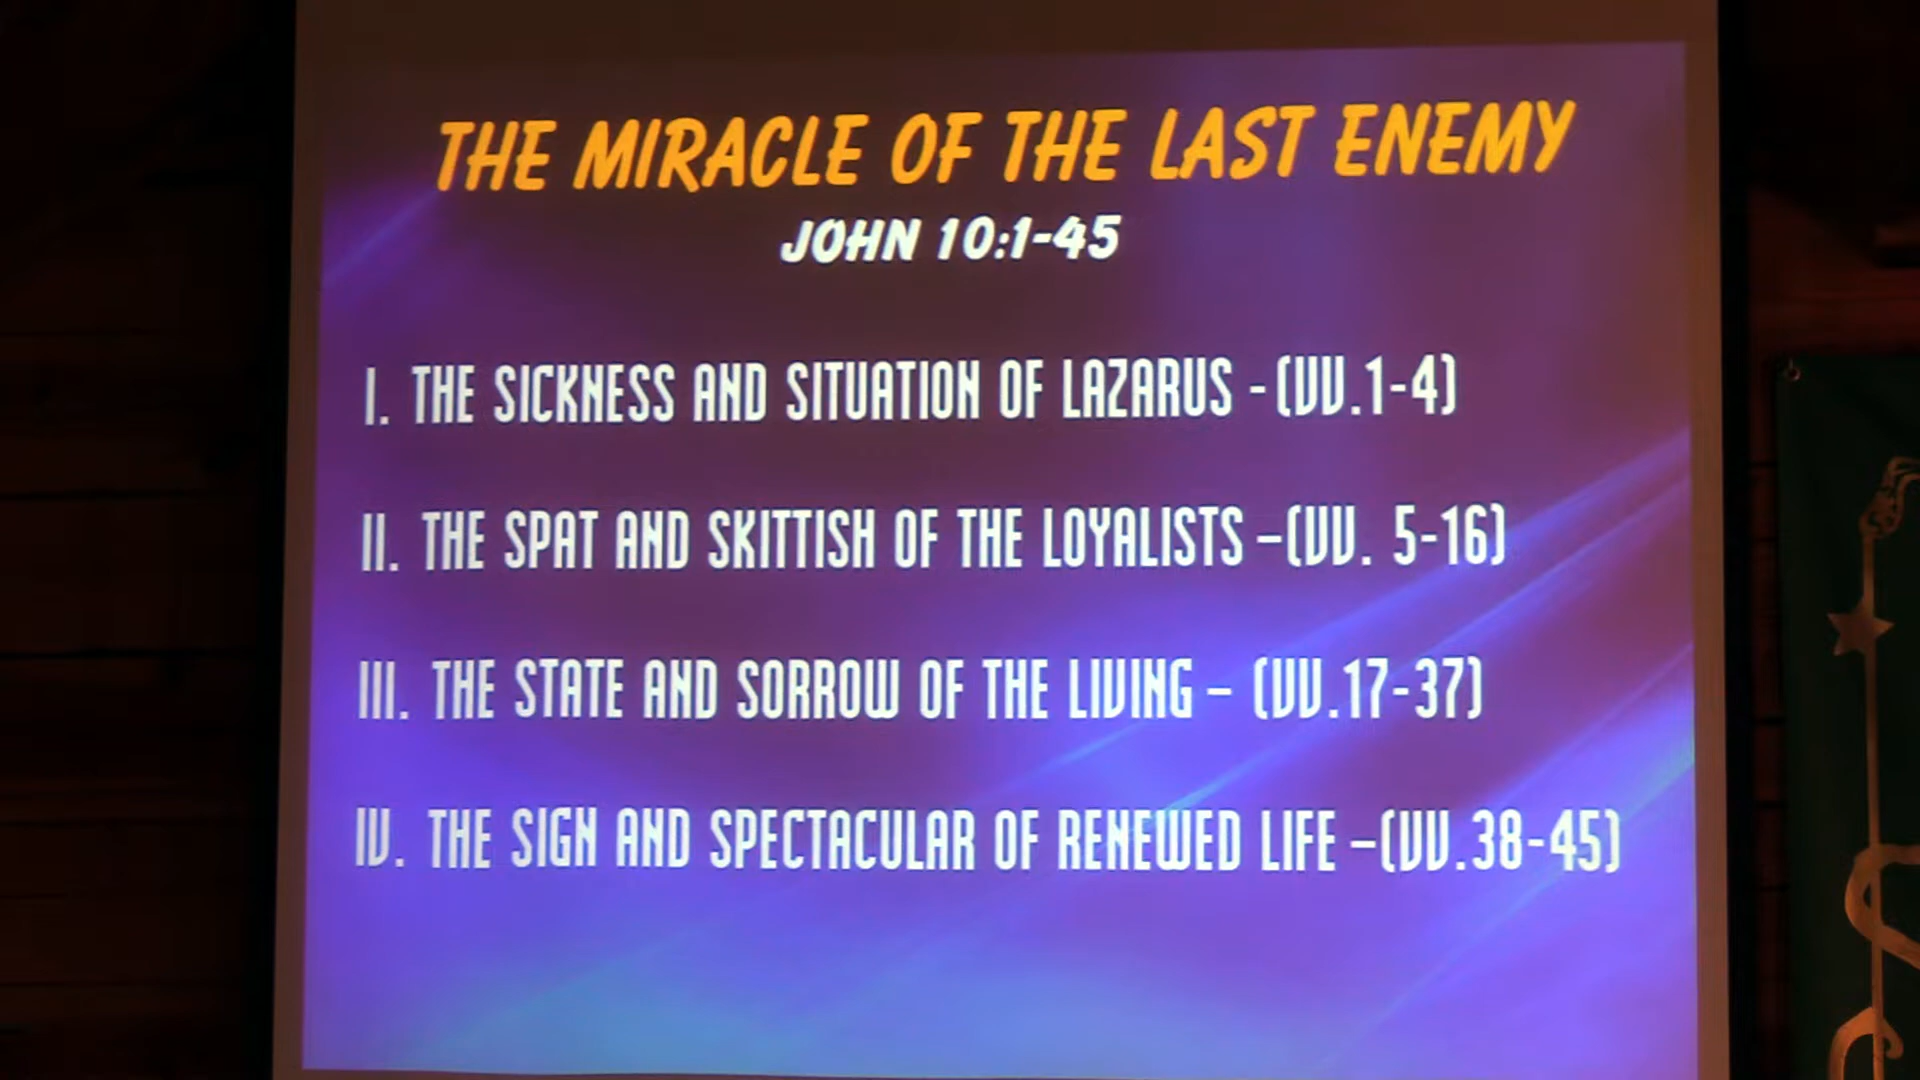 THE MIRACLE OF THE LAST ENEMY
JOHN 10:1-45
I. THE SICKNESS AND SITUATION OF LAZARUS - (VV.1-4)
II. THE SPAT AND SKITTISH OF THE LOYALISTS –(VV. 5-16)
III. THE STATE AND SORROW OF THE LIVING – (VV.17-37)
IV. THE SIGN AND SPECTACULAR OF RENEWED LIFE –(VV.38-45)